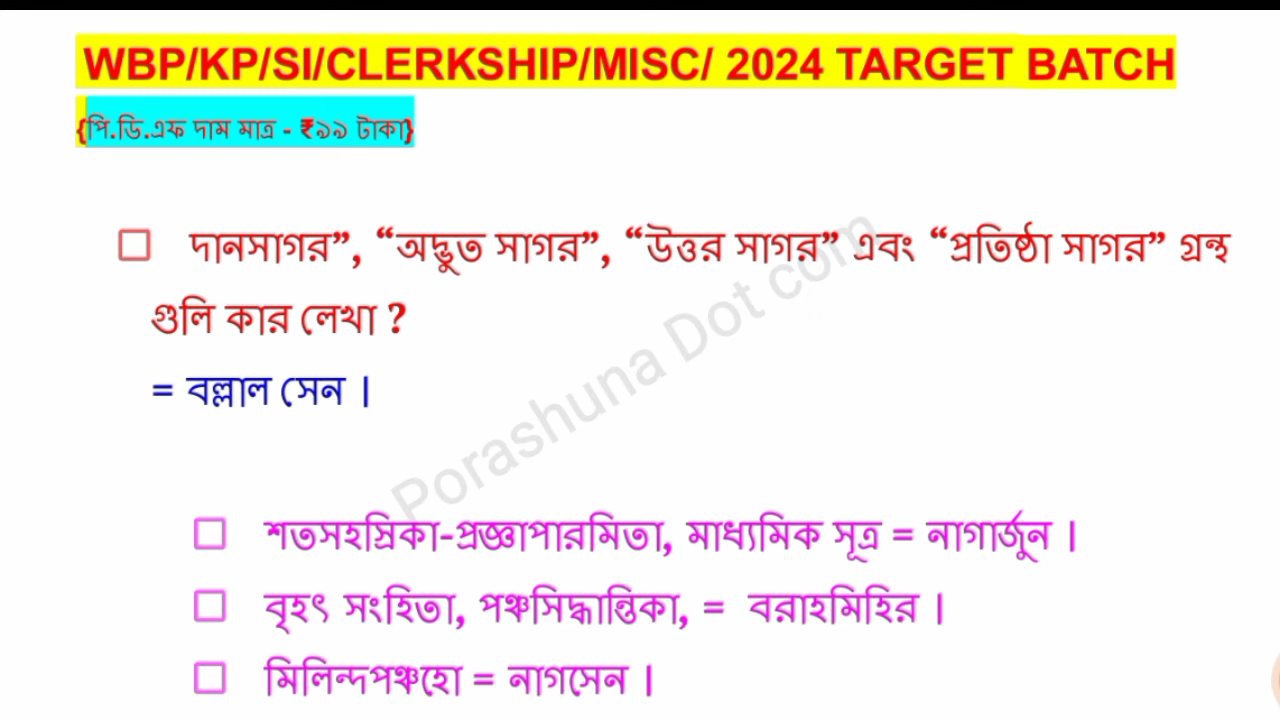 WBP/KP/SI/CLERKSHIP/MISC/ 2024 TARGET BATCH
{পি.ডি.এফ দাম মাত্র - ₹৯৯ টাকা}
দানসাগর”, “অদ্ভুত সাগর”, “উত্তর সাগর” এবং “প্রতিষ্ঠা সাগর” গ্রন্থ
গুলি কার লেখা ?
= বল্লাল সেন ।
Porashuna Dot com
শতসহস্রিকা-প্রজ্ঞাপারমিতা, মাধ্যমিক সূত্র = নাগার্জুন ।
বৃহৎ সংহিতা, পঞ্চসিদ্ধান্তিকা, = বরাহমিহির ।
মিলিন্দপঞ্চহো = নাগসেন ।